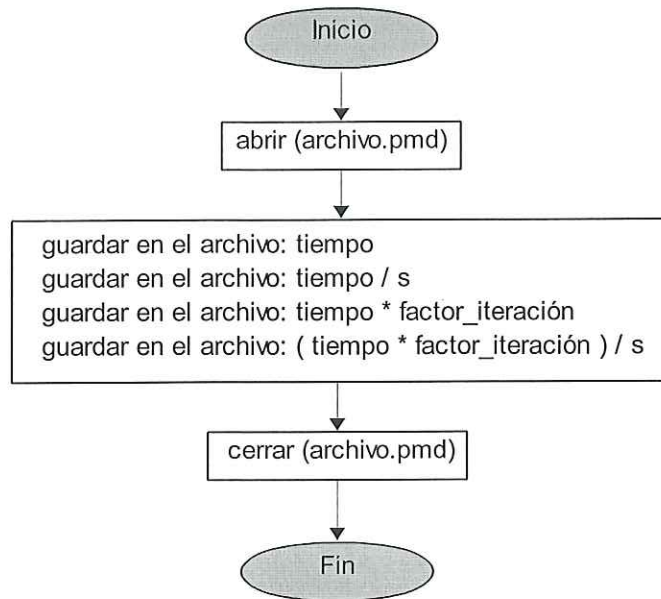 Inicio
abrir (archivo.pmd)
guardar en el archivo: tiempo
guardar en el archivo: tiempo / s
guardar en el archivo: tiempo * factor_iteración
guardar en el archivo: ( tiempo * factor_iteración ) / s
cerrar (archivo.pmd)
Fin